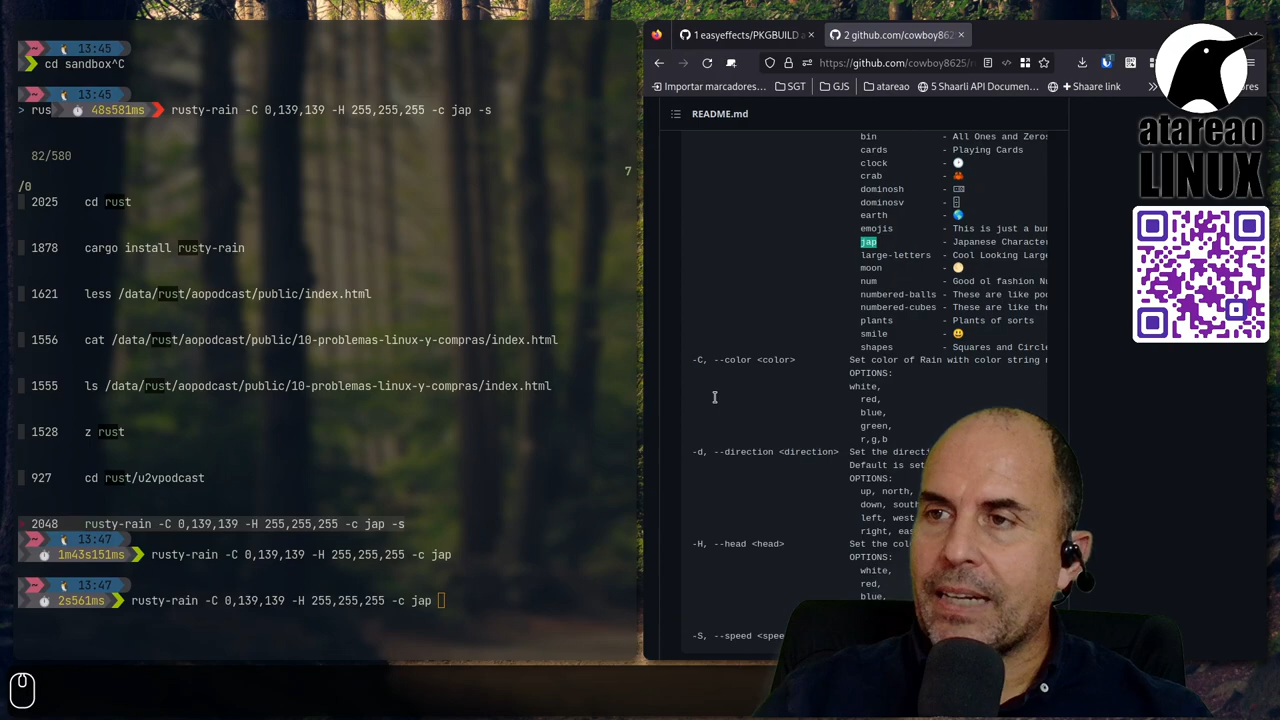 ~ 13:45
cd sandbox^C
~ 13:45
> rus 48s581ms rusty-rain -C 0,139,139 -H 255,255,255 -c jap -s
82/580
7
/0
2025 cd rust
1878 cargo install rusty-rain
1621 less /data/rust/aopodcast/public/index.html
1556 cat /data/rust/aopodcast/public/10-problemas-linux-y-compras/index.html
1555 ls /data/rust/aopodcast/public/10-problemas-linux-y-compras/index.html
1528 z rust
927 cd rust/u2vpodcast
2048 rusty-rain -C 0,139,139 -H 255,255,255 -c jap -s
~ 13:47
1m43s151ms rusty-rain -C 0,139,139 -H 255,255,255 -c jap
~ 13:47
2s561ms rusty-rain -C 0,139,139 -H 255,255,255 -c jap
1 easyeffects/PKGBUILD
2 github.com/cowboy862
https://github.com/cowboy8625/
Importar marcadores…
SGT
GJS
atareao
5 Shaarli API Documen…
+ Shaare link
README.md
bin - All Ones and Zeros
cards - Playing Cards
clock - 🕑
crab - 🦀
dominosh -
dominosv -
earth - 🌎
emojis - This is just a bu
jap - Japanese Character
large-letters - Cool Looking Large
moon - 🌕
num - Good ol fashion
numbered-balls - These are like
numbered-cubes - These are like
plants - Plants of sorts
smile - 😃
shapes - Squares and Circle
-C, --color <color> Set color of Rain with color string
OPTIONS:
white,
red,
blue,
green,
r,g,b
-d, --direction <direction> Set the direct
Default is set
OPTIONS:
up, north,
down, south
left, west
right, eas
-H, --head <head> Set the col
OPTIONS:
white,
red,
blue,
-S, --speed <spee
atareao
LINUX